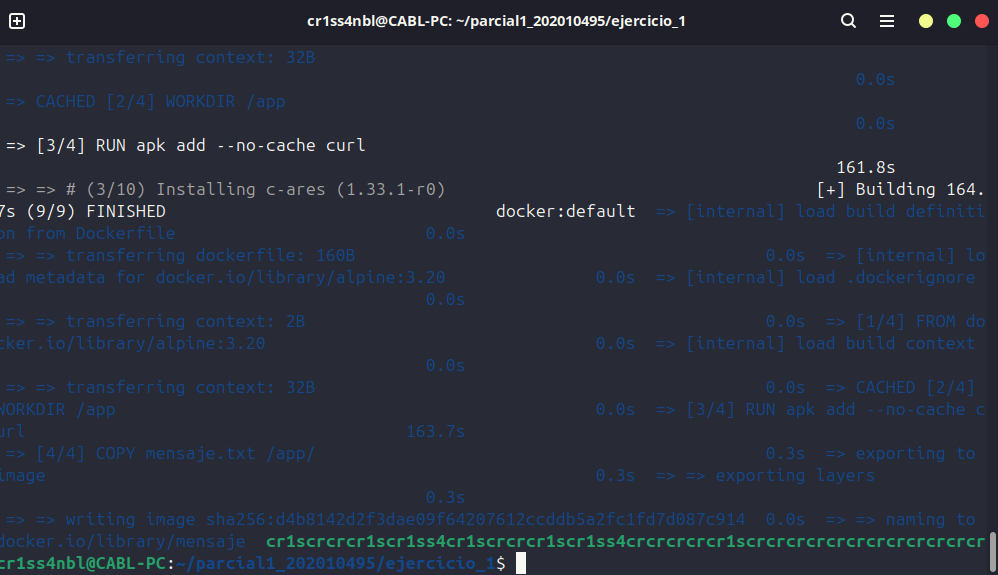 cr1ss4nbl@CABL-PC: ~/parcial1_202010495/ejercicio_1
=> => transferring context: 32B
0.0s
=> CACHED [2/4] WORKDIR /app
0.0s
=> [3/4] RUN apk add --no-cache curl
161.8s
=> => # (3/10) Installing c-ares (1.33.1-r0) [+] Building 164.
7s (9/9) FINISHED docker:default => [internal] load build definiti
on from Dockerfile 0.0s
=> => transferring dockerfile: 160B 0.0s => [internal] lo
ad metadata for docker.io/library/alpine:3.20 0.0s => [internal] load .dockerignore
0.0s
=> => transferring context: 2B 0.0s => [1/4] FROM do
cker.io/library/alpine:3.20 0.0s => [internal] load build context
0.0s
=> => transferring context: 32B 0.0s => CACHED [2/4]
WORKDIR /app 0.0s => [3/4] RUN apk add --no-cache c
url 163.7s
=> [4/4] COPY mensaje.txt /app/ 0.3s => exporting to
image 0.3s => => exporting layers
0.3s
=> => writing image sha256:d4b8142d2f3dae09f64207612ccddb5a2fc1fd7d087c914 0.0s => => naming to
docker.io/library/mensaje cr1scrcrcr1scr1ss4cr1scrcrcr1scr1ss4crcrcrcrcr1scrcrcrcrcrcrcrcrcrcrcrcr
cr1ss4nbl@CABL-PC:~/parcial1_202010495/ejercicio_1$